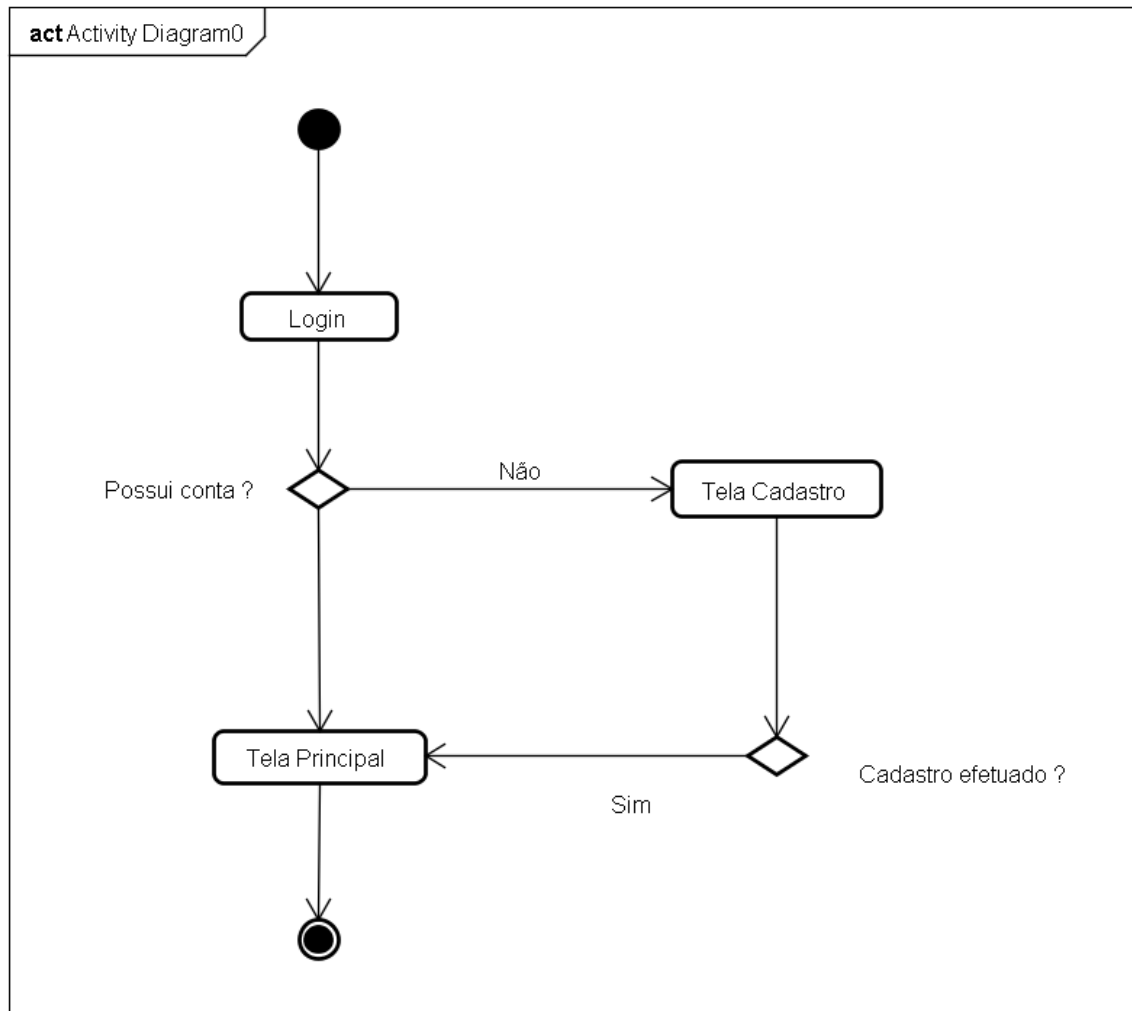 act Activity Diagram0
Login
Possui conta ?
Não
Tela Cadastro
Tela Principal
Sim
Cadastro efetuado ?